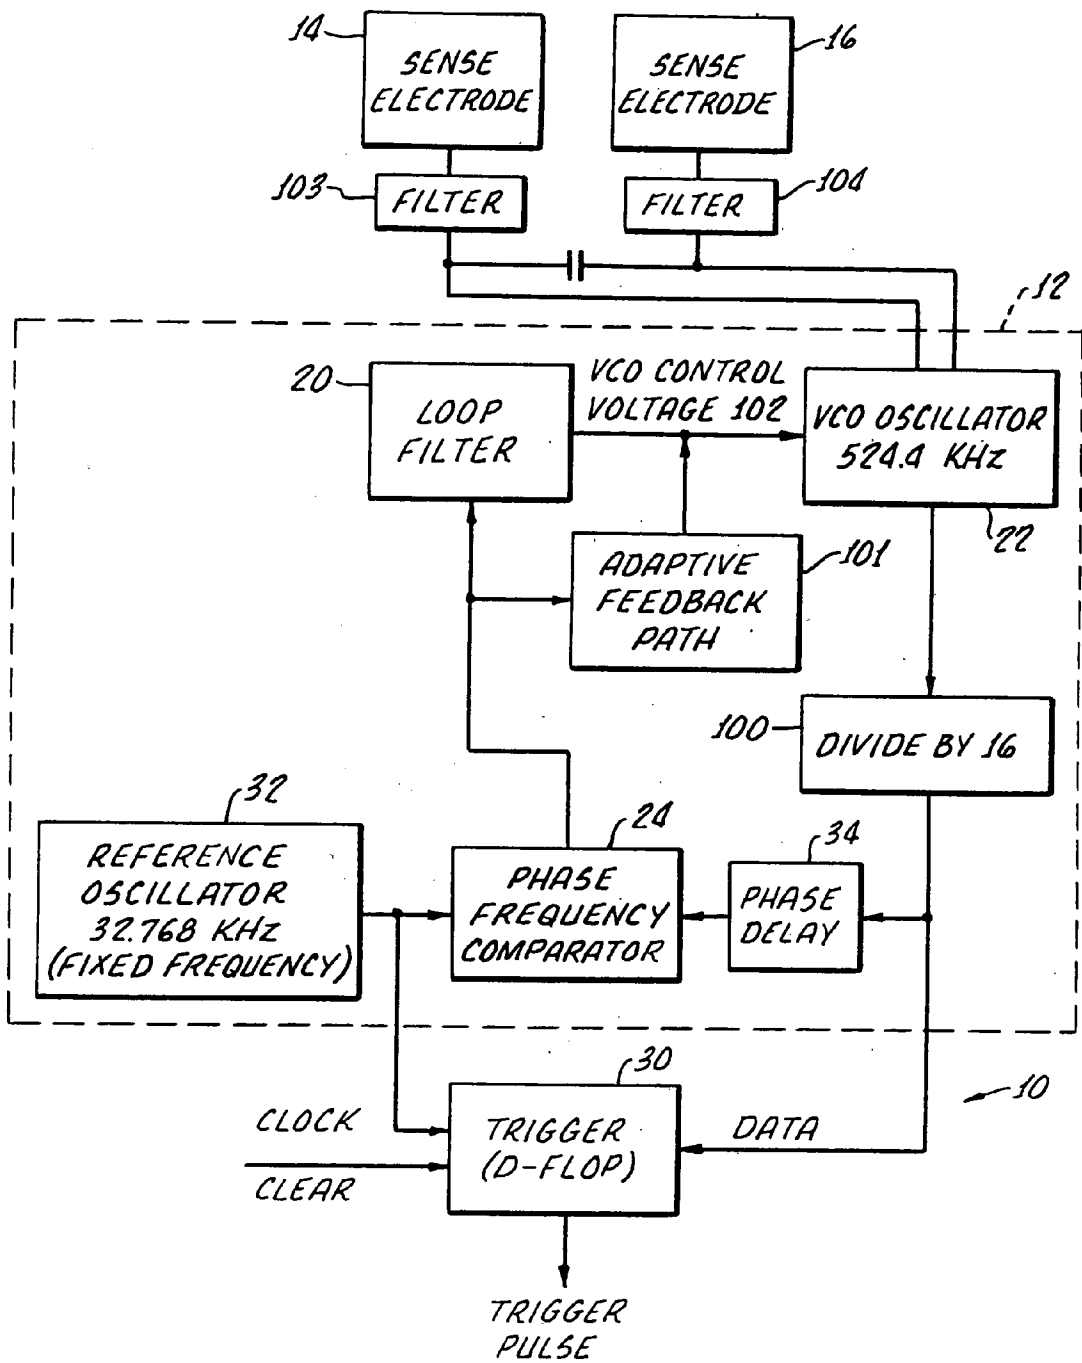 14
SENSE
ELECTRODE
16
SENSE
ELECTRODE
103
FILTER
104
FILTER
12
20
LOOP
FILTER
VCO CONTROL
VOLTAGE 102
VCO OSCILLATOR
524.4 KHz
22
101
ADAPTIVE
FEEDBACK
PATH
100
DIVIDE BY 16
32
REFERENCE
OSCILLATOR
32.768 KHz
(FIXED FREQUENCY)
24
PHASE
FREQUENCY
COMPARATOR
34
PHASE
DELAY
30
10
CLOCK
CLEAR
TRIGGER
(D-FLOP)
DATA
TRIGGER
PULSE